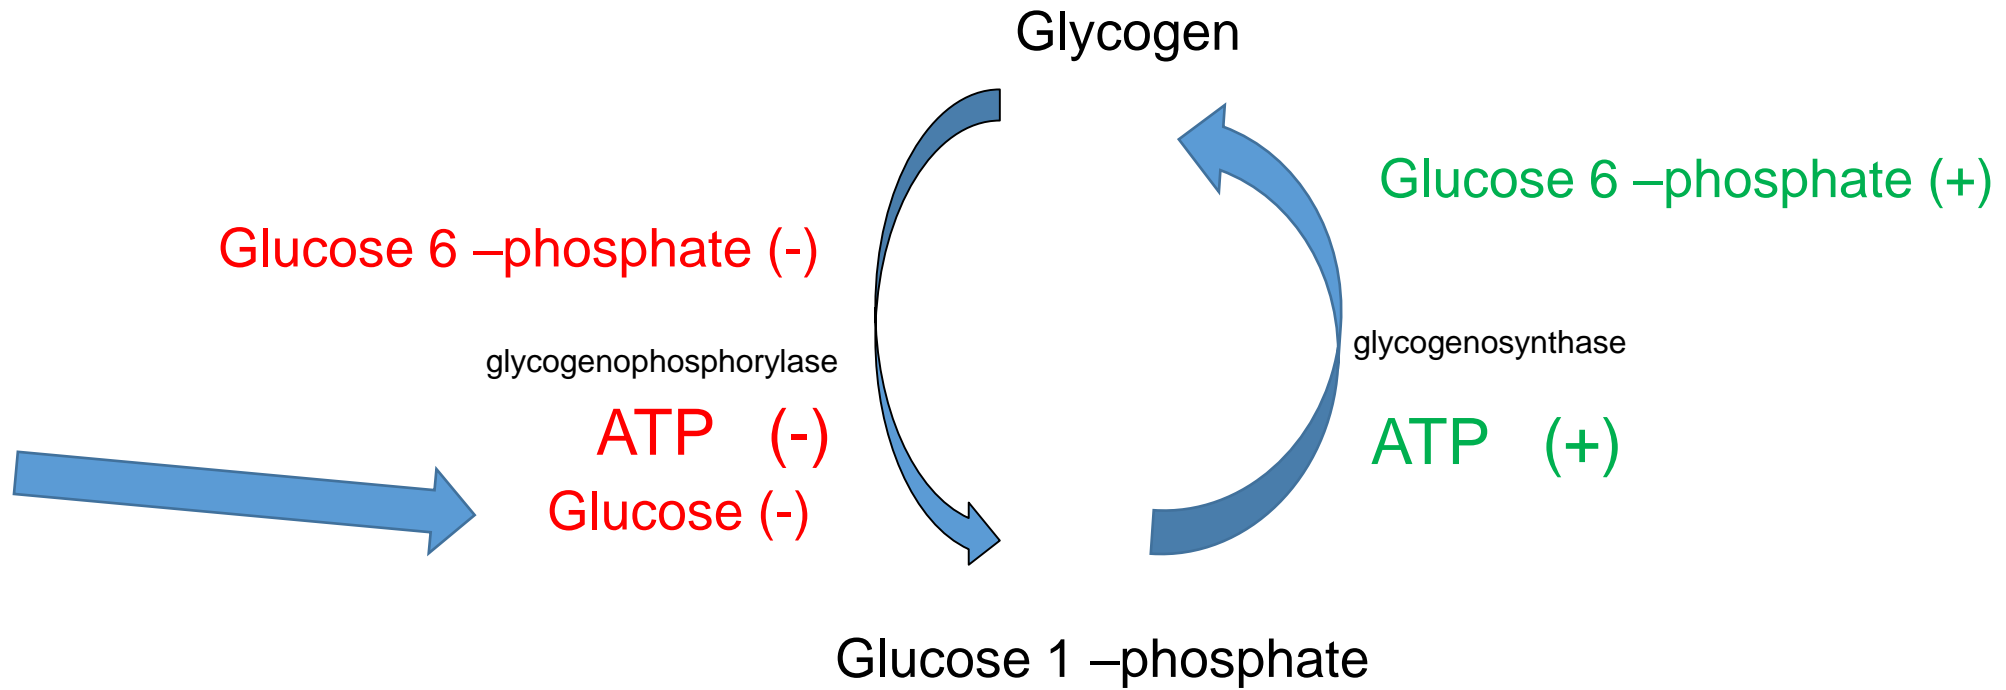 Glycogen
Glucose 6 –phosphate (+)
Glucose 6 –phosphate (-)
glycogenosynthase
glycogenophosphorylase
ATP (-)
ATP (+)
Glucose (-)
Glucose 1 –phosphate